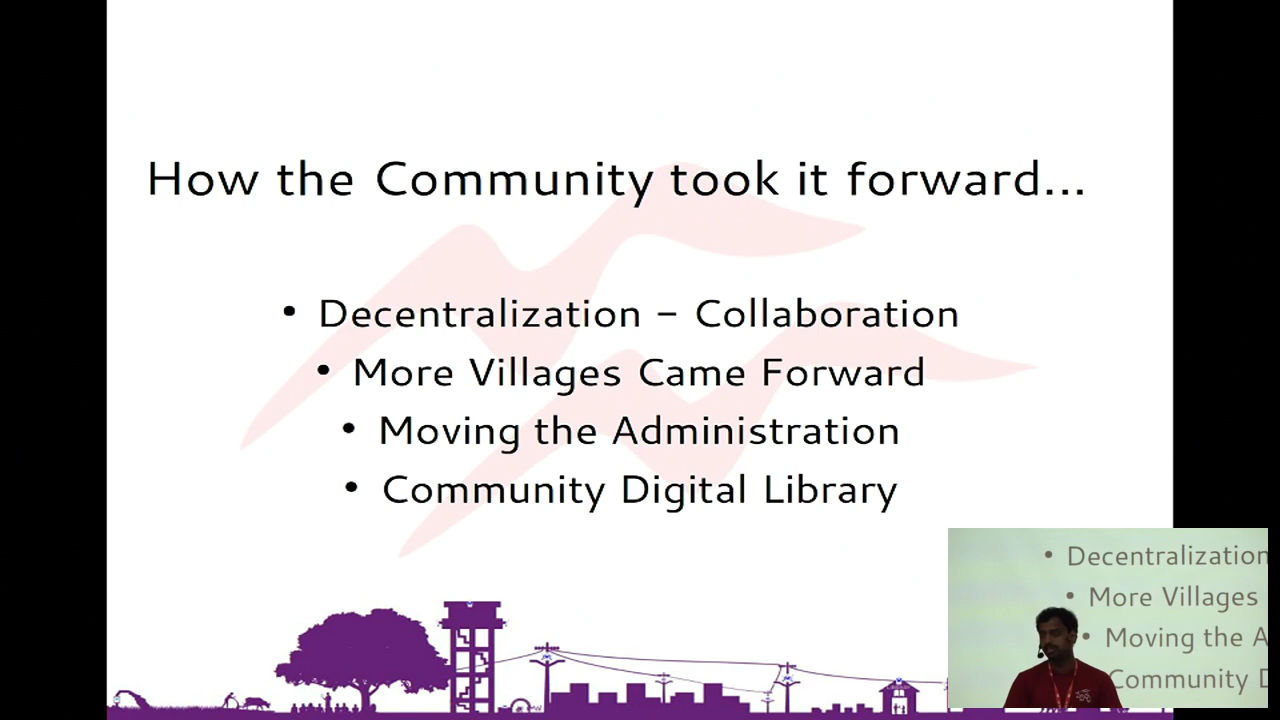 How the Community took it forward...
• Decentralization - Collaboration
• More Villages Came Forward
• Moving the Administration
• Community Digital Library
• Decentralization
• More Villages
• Moving the A
Community D